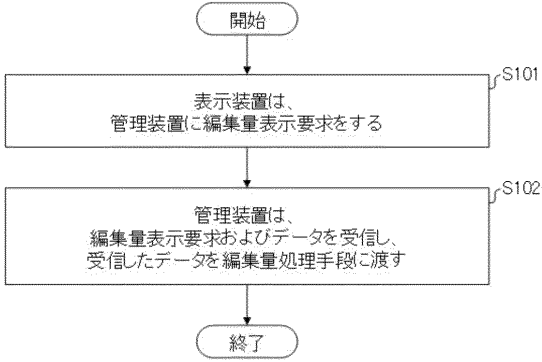 開始
S101
表示装置は、
管理装置に編集量表示要求をする
S102
管理装置は、
編集量表示要求およびデータを受信し、
受信したデータを編集量処理手段に渡す
終了